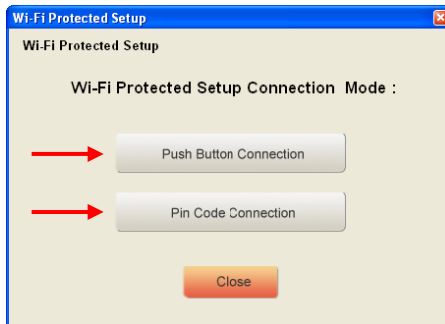 Wi-Fi Protected Setup
Wi-Fi Protected Setup
Wi-Fi Protected Setup Connection Mode :
Push Button Connection
Pin Code Connection
Close